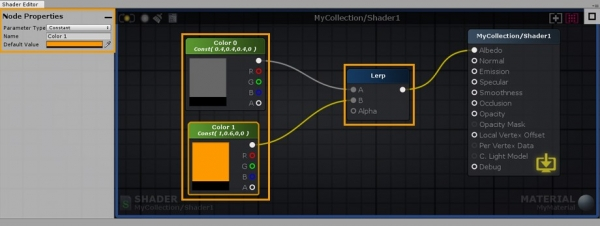 Shader Editor
Node Properties
Parameter Type Constant
Name Color 1
Default Value
MyCollection/Shader1
Color 0
Const( 0.4,0.4,0.4,0 )
R
G
B
A
Color 1
Const( 1,0.6,0,0 )
R
G
B
A
Lerp
A
B
Alpha
MyCollection/Shader1
Albedo
Normal
Emission
Specular
Smoothness
Occlusion
Opacity
Opacity Mask
Local Vertex Offset
Per Vertex Data
C. Light Model
Debug
SHADER
MyCollection/Shader1
MATERIAL
MyMaterial